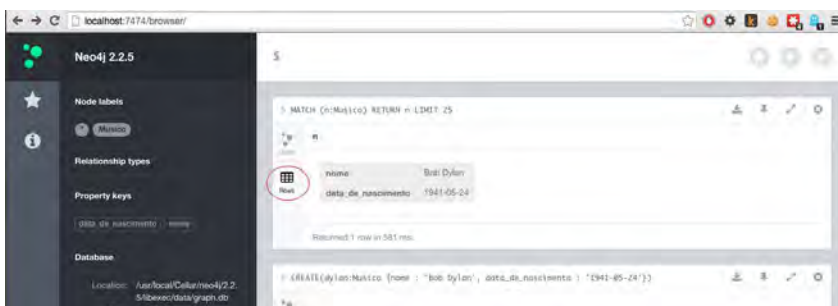 localhost:7474/browser/
Neo4j 2.2.5
$
Node labels
* Musico
Relationship types
Property keys
data_de_nascimento nome
Database
Location: /usr/local/Cellar/neo4j/2.2.
5/libexec/data/graph.db
$ MATCH (n:Musico) RETURN n LIMIT 25
n
nome Bob Dylan
Rows
data_de_nascimento 1941-05-24
Returned 1 row in 581 ms.
$ CREATE(dylan:Musico {nome : 'Bob Dylan', data_de_nascimento : '1941-05-24'})